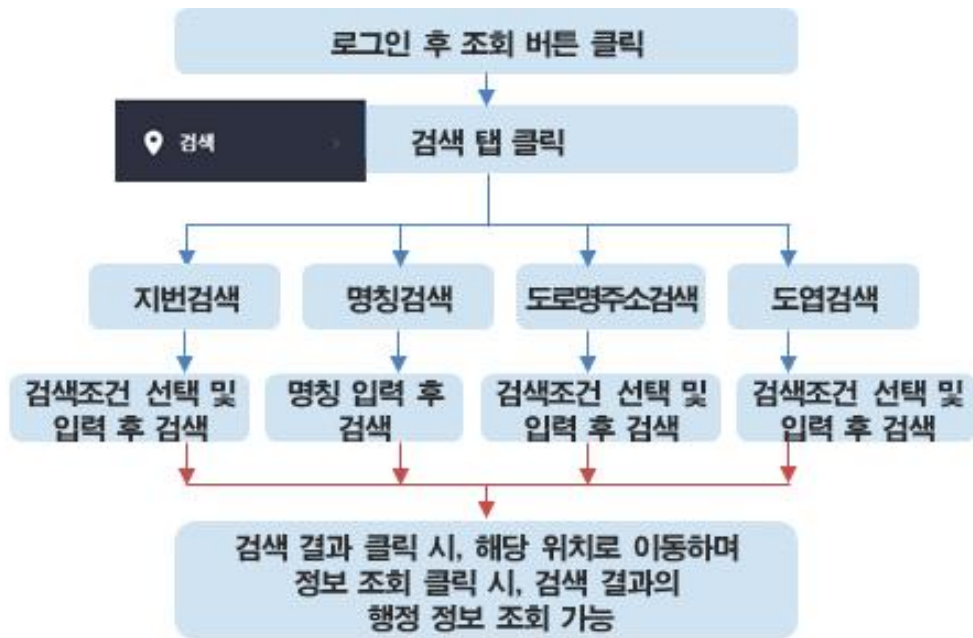 로그인 후 조회 버튼 클릭
검색
검색 탭 클릭
지번검색
명칭검색
도로명주소검색
도엽검색
검색조건 선택 및
입력 후 검색
명칭 입력 후
검색
검색조건 선택 및
입력 후 검색
검색조건 선택 및
입력 후 검색
검색 결과 클릭 시, 해당 위치로 이동하며
정보 조회 클릭 시, 검색 결과의
행정 정보 조회 가능